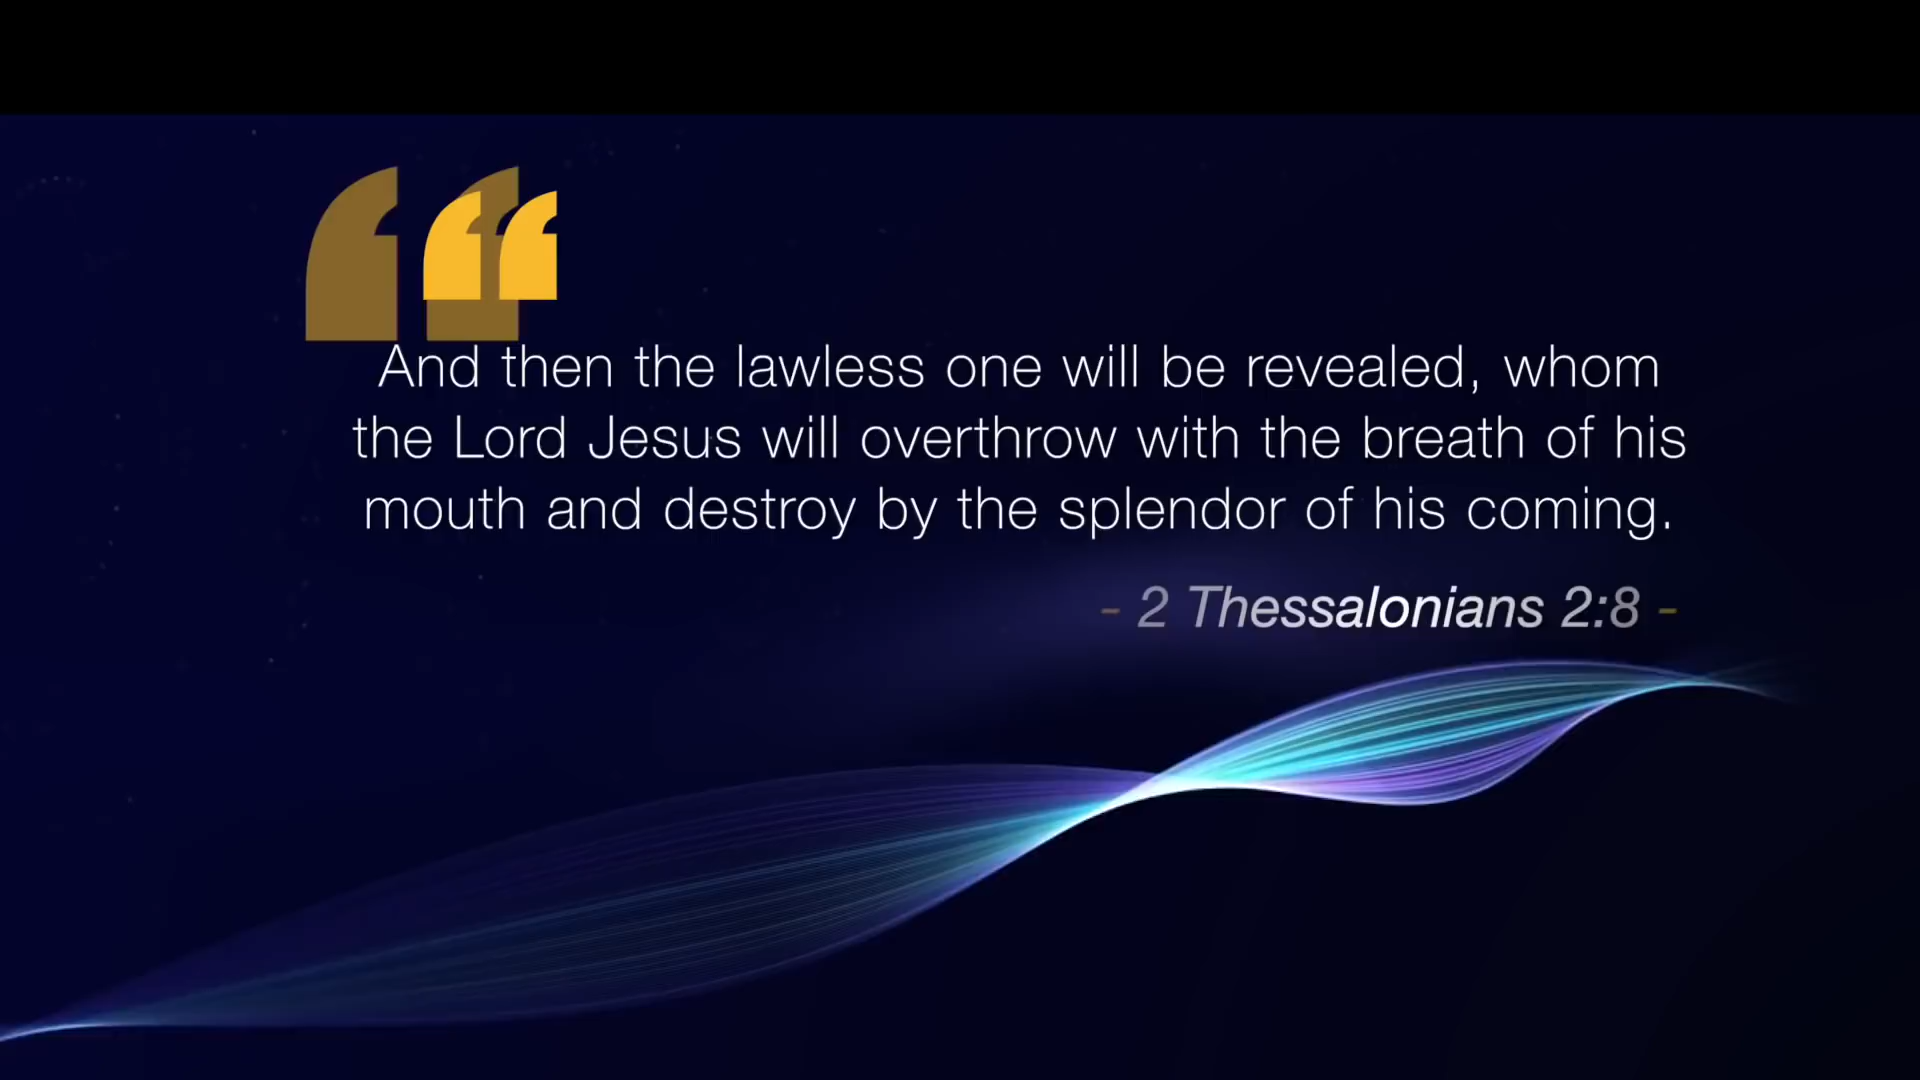 And then the lawless one will be revealed, whom
the Lord Jesus will overthrow with the breath of his
mouth and destroy by the splendor of his coming.
- 2 Thessalonians 2:8 -